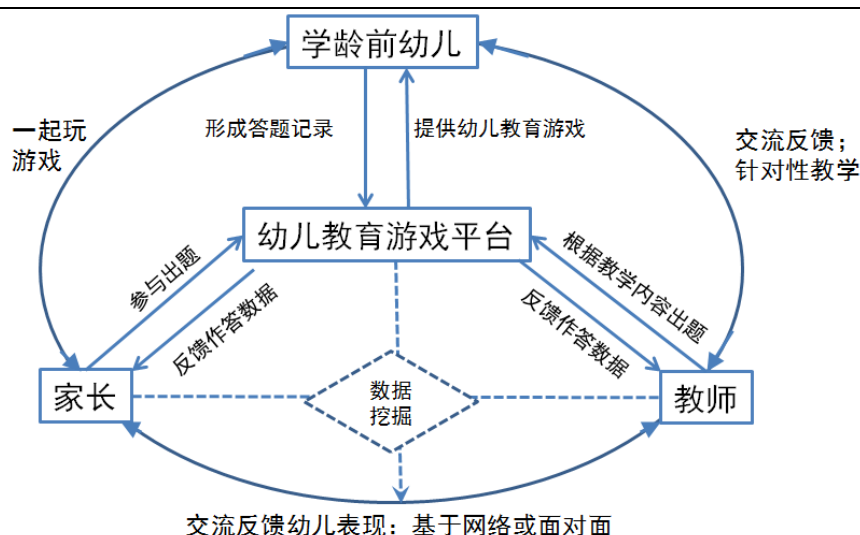 学龄前幼儿
一起玩
游戏
形成答题记录
提供幼儿教育游戏
交流反馈；
针对性教学
幼儿教育游戏平台
参与出题
反馈作答数据
根据教学内容出题
反馈作答数据
家长
数据
挖掘
教师
交流反馈幼儿表现：基于网络或面对面